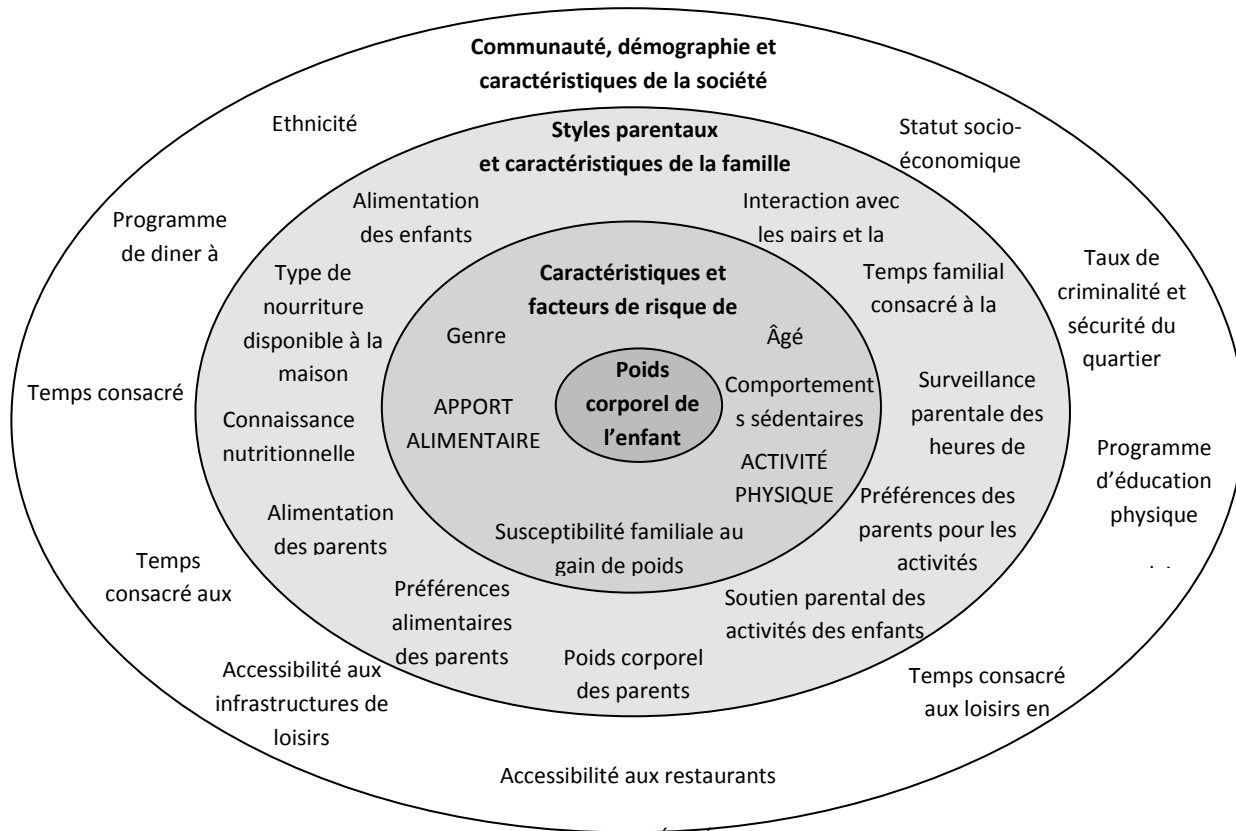 Communauté, démographie et
caractéristiques de la société
Ethnicité
Statut socio-
économique
Styles parentaux
et caractéristiques de la famille
Alimentation
des enfants
Interaction avec
les pairs et la
Programme
de diner à
Type de
nourriture
disponible à la
maison
Caractéristiques et
facteurs de risque de
Temps familial
consacré à la
Taux de
criminalité et
sécurité du
quartier
Genre
Âgé
Temps consacré
Poids
corporel de
l’enfant
APPORT
ALIMENTAIRE
Comportement
s sédentaires
Surveillance
parentale des
heures de
Connaissance
nutritionnelle
ACTIVITÉ
PHYSIQUE
Programme
d’éducation
physique
Alimentation
des parents
Susceptibilité familiale au
gain de poids
Préférences des
parents pour les
activités
Temps
consacré aux
Préférences
alimentaires
des parents
Soutien parental des
activités des enfants
Poids corporel
des parents
Accessibilité aux
infrastructures de
loisirs
Temps consacré
aux loisirs en
Accessibilité aux restaurants